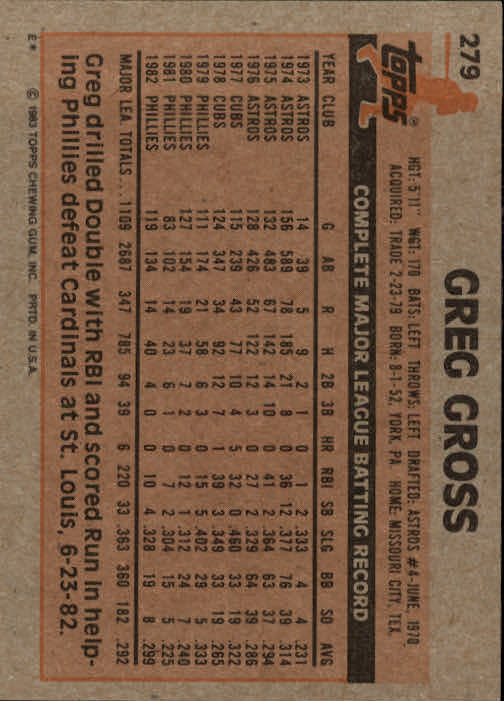 279
GREG GROSS
topps®
HGT: 5'11" WGT: 170 BATS: LEFT THROWS: LEFT DRAFTED: ASTROS #4-JUNE, 1970
ACQUIRED: TRADE 2-23-79 BORN: 8-1-52, YORK, PA HOME: MISSOURI CITY, TEX
COMPLETE MAJOR LEAGUE BATTING RECORD
YEAR CLUB G AB R H 2B 3B HR RBI SB SLG BB SO AVG
1973 ASTROS 14 39 5 9 2 1 0 1 2 .333 4 4 .231
1974 ASTROS 156 589 78 185 21 8 0 36 12 .377 76 39 .314
1975 ASTROS 132 483 67 142 14 10 0 41 2 .364 63 37 .294
1976 ASTROS 128 426 52 122 12 3 0 27 2 .329 64 39 .286
1977 CUBS 115 239 43 77 10 4 5 32 0 .460 33 19 .322
1978 CUBS 124 347 34 92 12 7 1 39 3 .349 33 19 .265
1979 PHILLIES 111 174 21 58 6 3 0 15 5 .402 29 5 .333
1980 PHILLIES 127 154 19 37 7 2 0 12 1 .312 24 7 .240
1981 PHILLIES 83 102 14 23 6 1 0 7 2 .304 15 5 .225
1982 PHILLIES 119 134 14 40 4 0 0 10 4 .328 19 8 .299
MAJOR LEA. TOTALS... 1109 2687 347 785 94 39 6 220 33 .363 360 182 .292
Greg drilled Double with RBI and scored Run in help-
ing Phillies defeat Cardinals at St. Louis, 6-23-82.
E* © 1983 TOPPS CHEWING GUM, INC. PRTD. IN U.S.A.